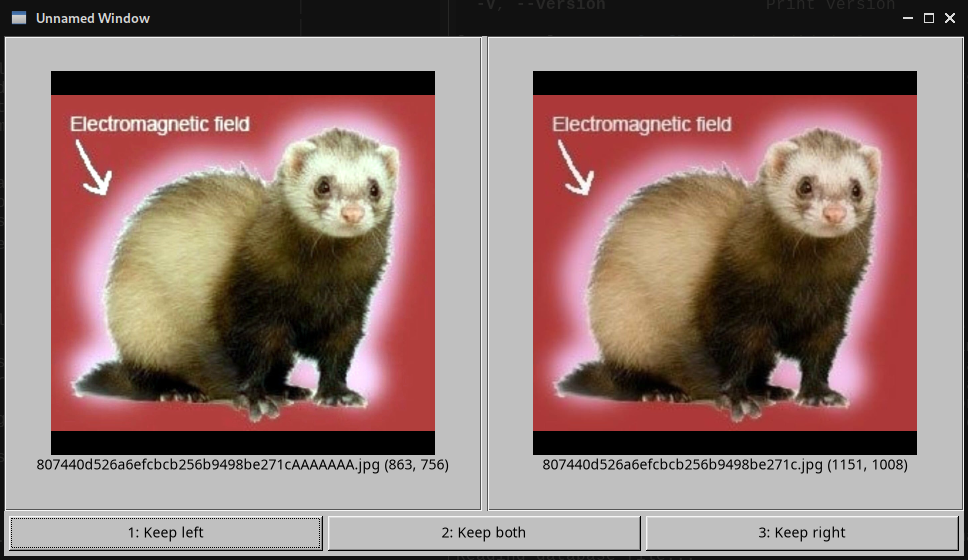 -V, --version Print version
Unnamed Window
Electromagnetic field
Electromagnetic field
807440d526a6efcbcb256b9498be271cAAAAAAA.jpg (863, 756)
807440d526a6efcbcb256b9498be271c.jpg (1151, 1008)
1: Keep left
2: Keep both
3: Keep right